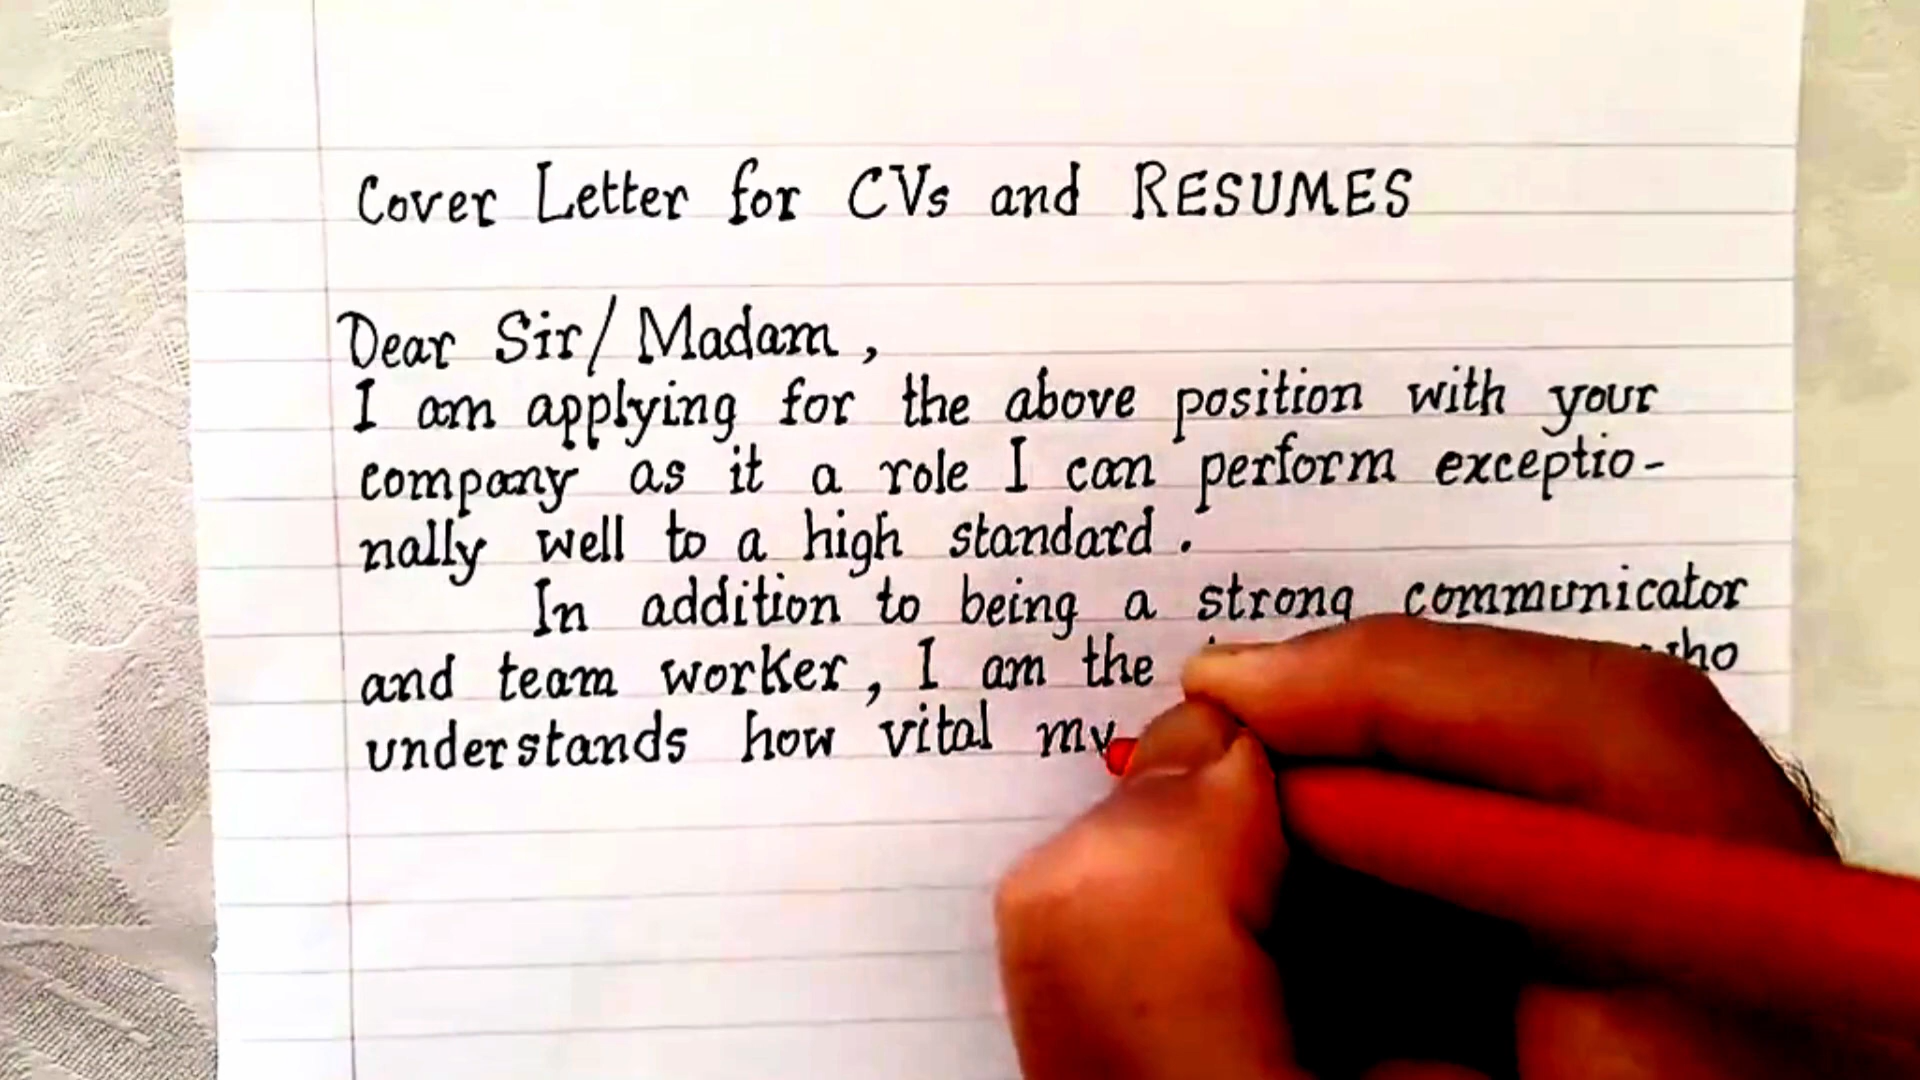 Cover Letter for CVs and RESUMES
Dear Sir/Madam,
I am applying for the above position with your
company as it a role I can perform exceptio-
nally well to a high standard.
In addition to being a strong communicator
and team worker, I am the
understands how vital my